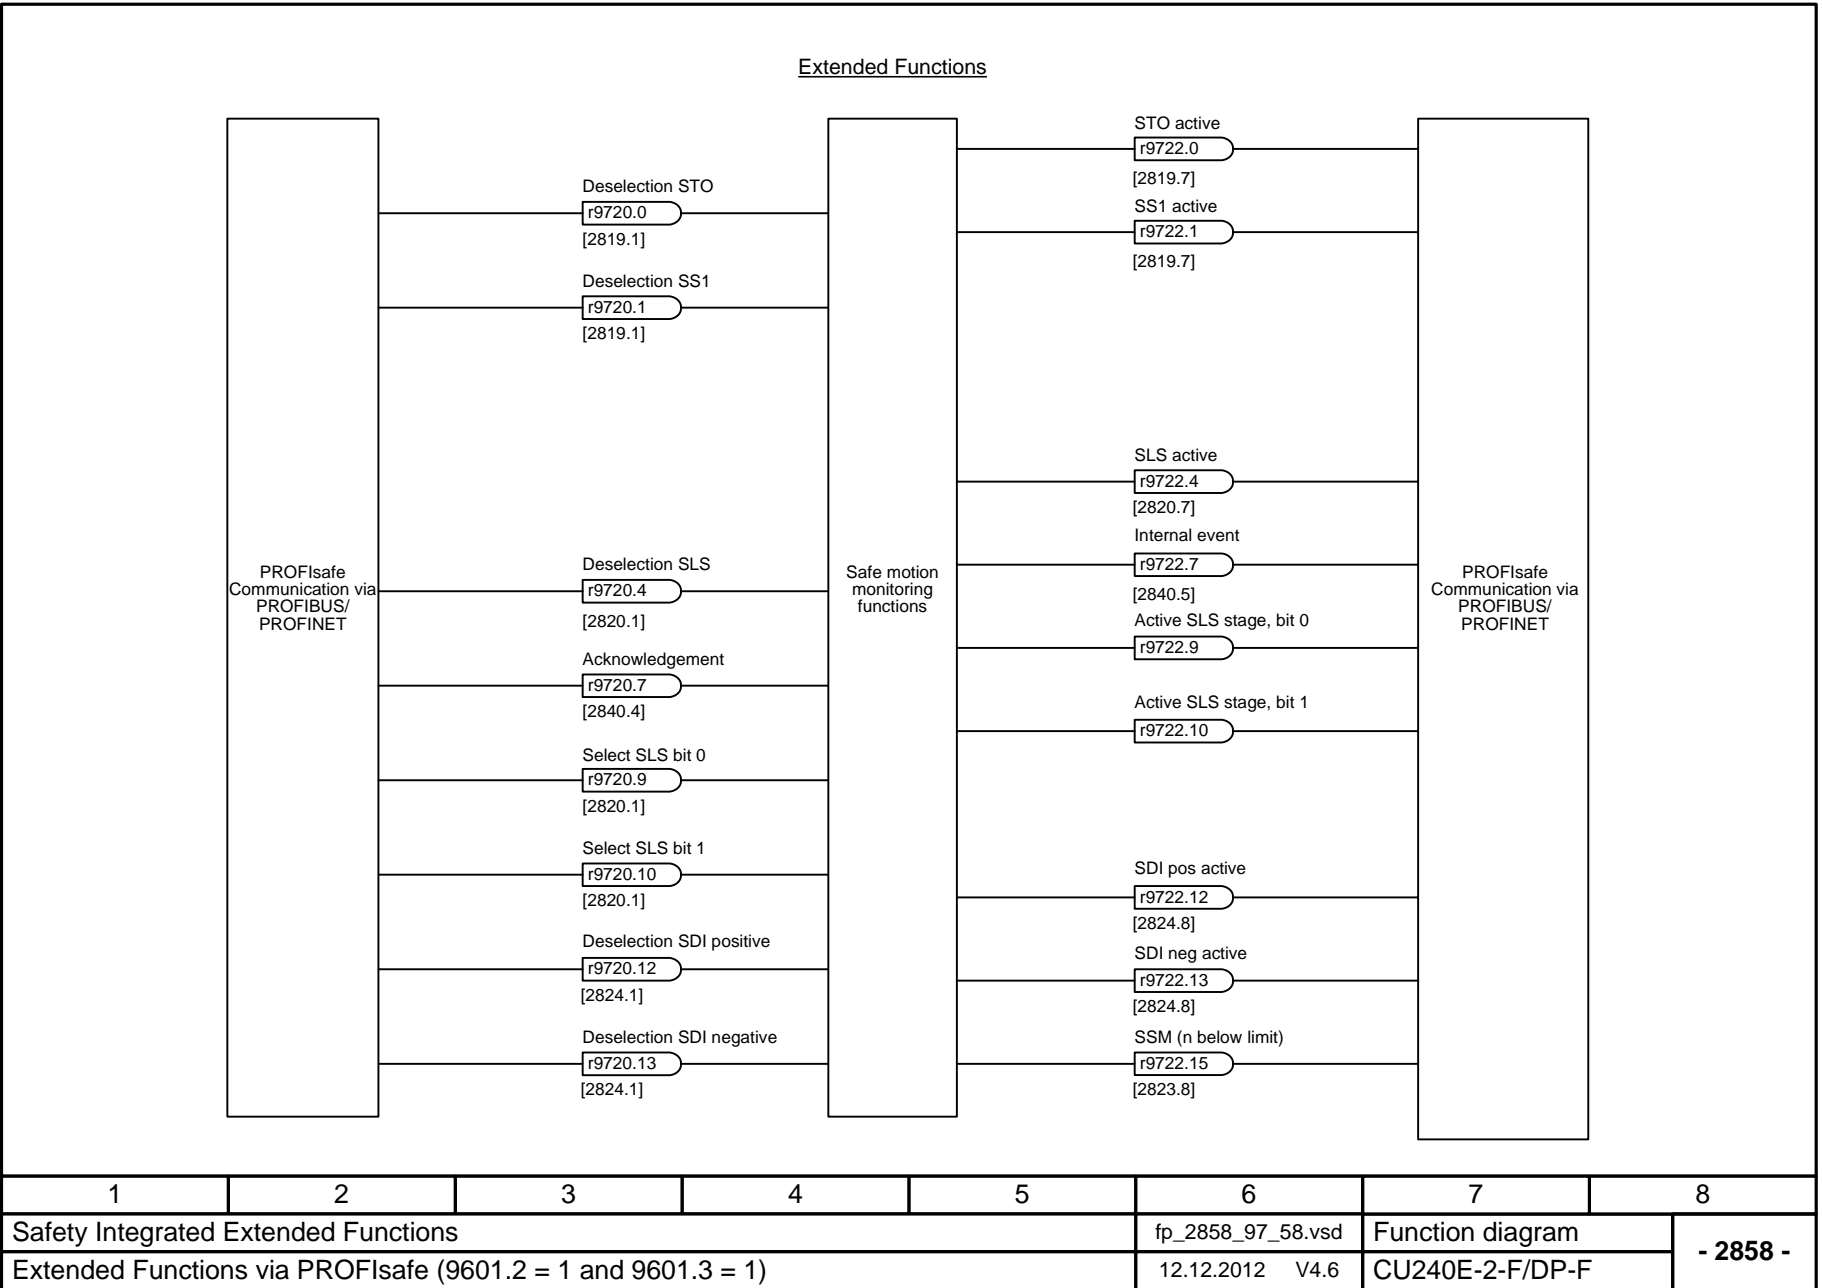 Extended Functions
PROFIsafe
Communication via
PROFIBUS/
PROFINET
Deselection STO
r9720.0
[2819.1]
Deselection SS1
r9720.1
[2819.1]
Deselection SLS
r9720.4
[2820.1]
Acknowledgement
r9720.7
[2840.4]
Select SLS bit 0
r9720.9
[2820.1]
Select SLS bit 1
r9720.10
[2820.1]
Deselection SDI positive
r9720.12
[2824.1]
Deselection SDI negative
r9720.13
[2824.1]
Safe motion
monitoring
functions
STO active
r9722.0
[2819.7]
SS1 active
r9722.1
[2819.7]
SLS active
r9722.4
[2820.7]
Internal event
r9722.7
[2840.5]
Active SLS stage, bit 0
r9722.9
Active SLS stage, bit 1
r9722.10
SDI pos active
r9722.12
[2824.8]
SDI neg active
r9722.13
[2824.8]
SSM (n below limit)
r9722.15
[2823.8]
PROFIsafe
Communication via
PROFIBUS/
PROFINET
1 2 3 4 5 6 7 8
Safety Integrated Extended Functions fp_2858_97_58.vsd Function diagram
- 2858 -
Extended Functions via PROFIsafe (9601.2 = 1 and 9601.3 = 1) 12.12.2012 V4.6 CU240E-2-F/DP-F